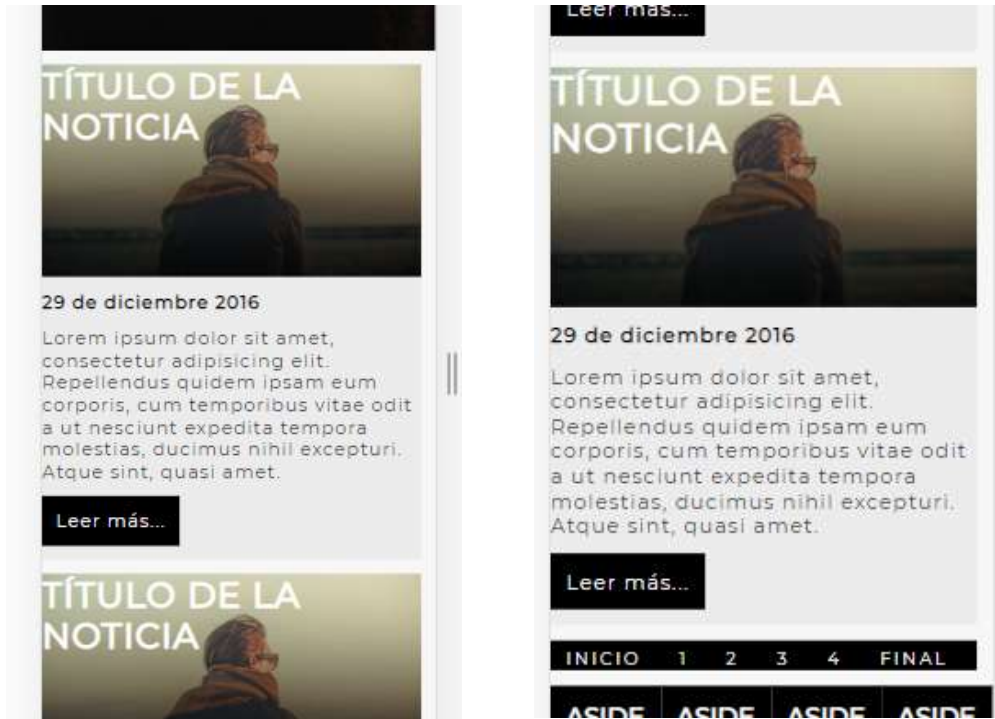 TÍTULO DE LA
NOTICIA
29 de diciembre 2016
Lorem ipsum dolor sit amet,
consectetur adipisicing elit.
Repellendus quidem ipsam eum
corporis, cum temporibus vitae odit
a ut nesciunt expedita tempora
molestias, ducimus nihil excepturi.
Atque sint, quasi amet.
Leer más...
TÍTULO DE LA
NOTICIA
Leer más...
TÍTULO DE LA
NOTICIA
29 de diciembre 2016
Lorem ipsum dolor sit amet,
consectetur adipisicing elit.
Repellendus quidem ipsam eum
corporis, cum temporibus vitae odit
a ut nesciunt expedita tempora
molestias, ducimus nihil excepturi.
Atque sint, quasi amet.
Leer más...
INICIO 1 2 3 4 FINAL
ASIDE ASIDE ASIDE ASIDE